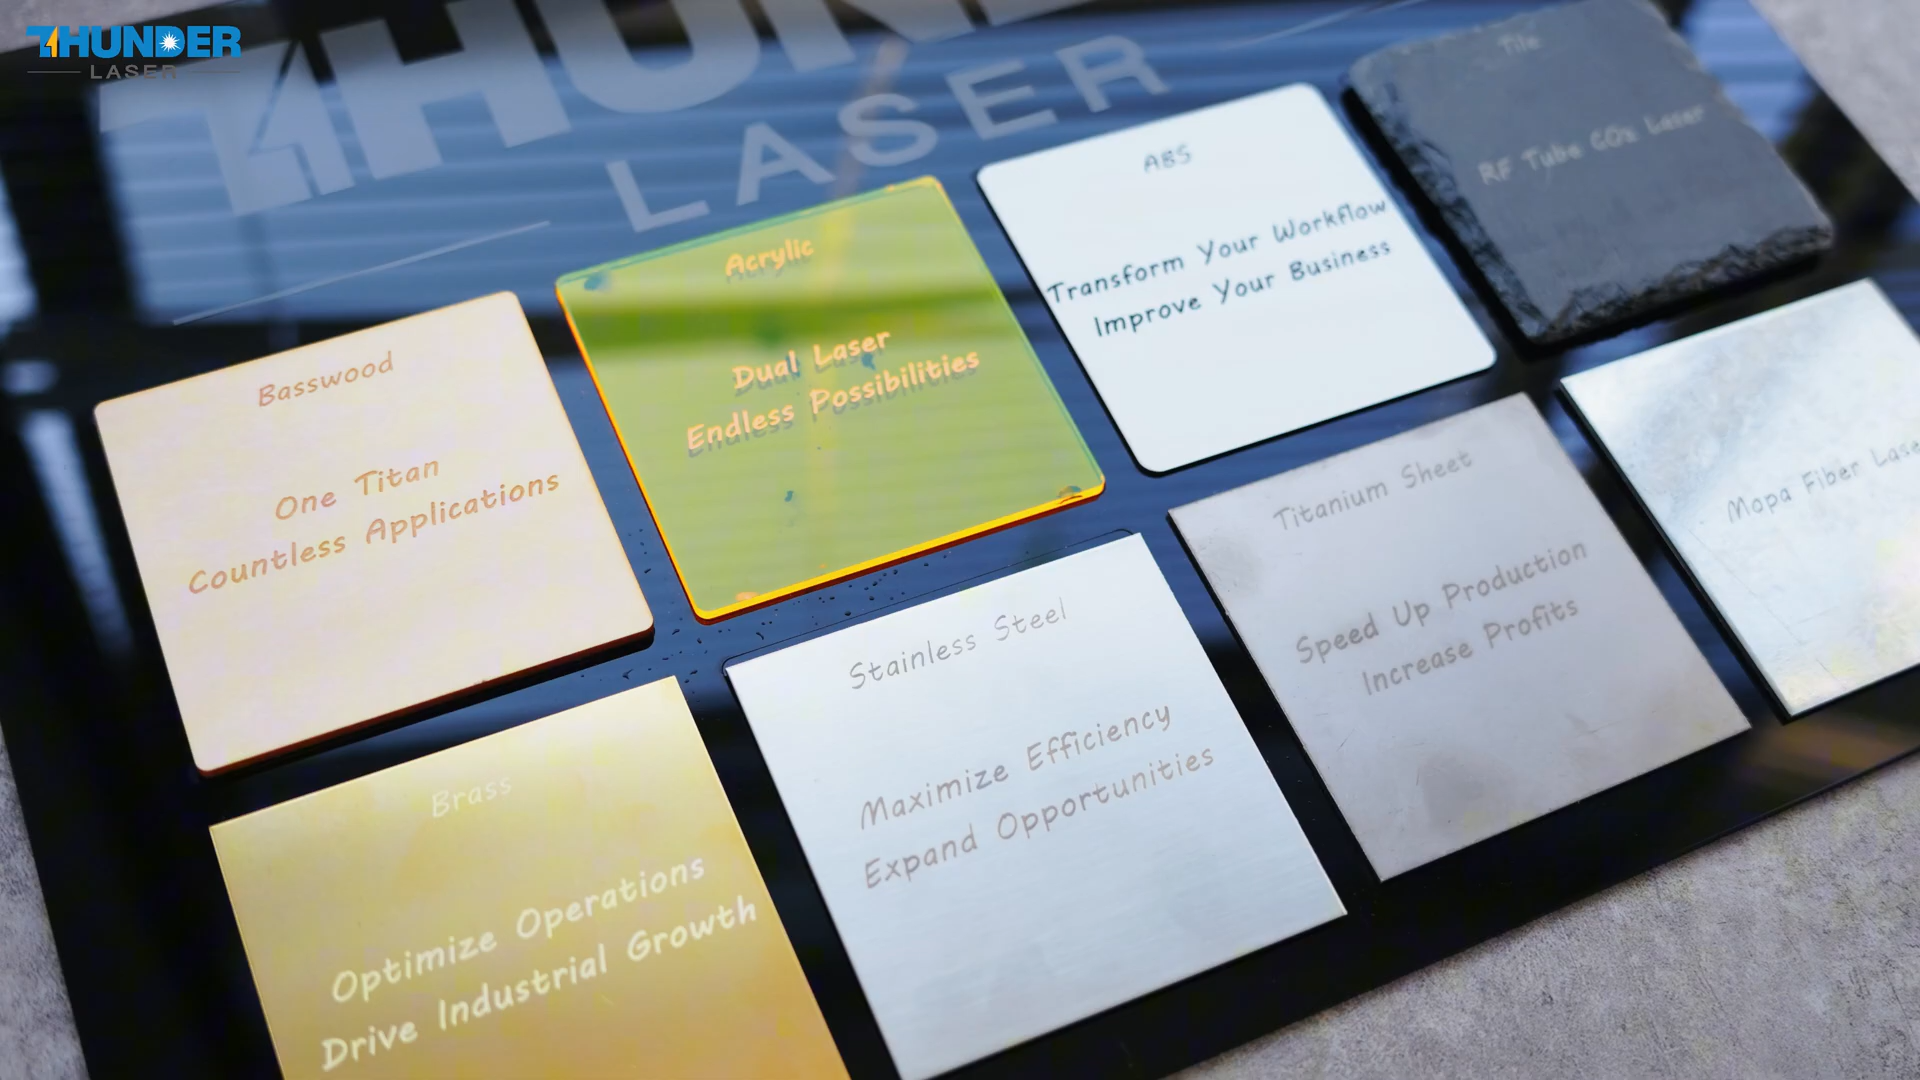 THUNDER
LASER
THUN
LASER
Basswood
One Titan
Countless Applications
Acrylic
Dual Laser
Endless Possibilities
ABS
Transform Your Workflow
Improve Your Business
Tile
RF Tube CO2 Laser
Brass
Optimize Operations
Drive Industrial Growth
Stainless Steel
Maximize Efficiency
Expand Opportunities
Titanium Sheet
Speed Up Production
Increase Profits
Mopa Fiber Lase